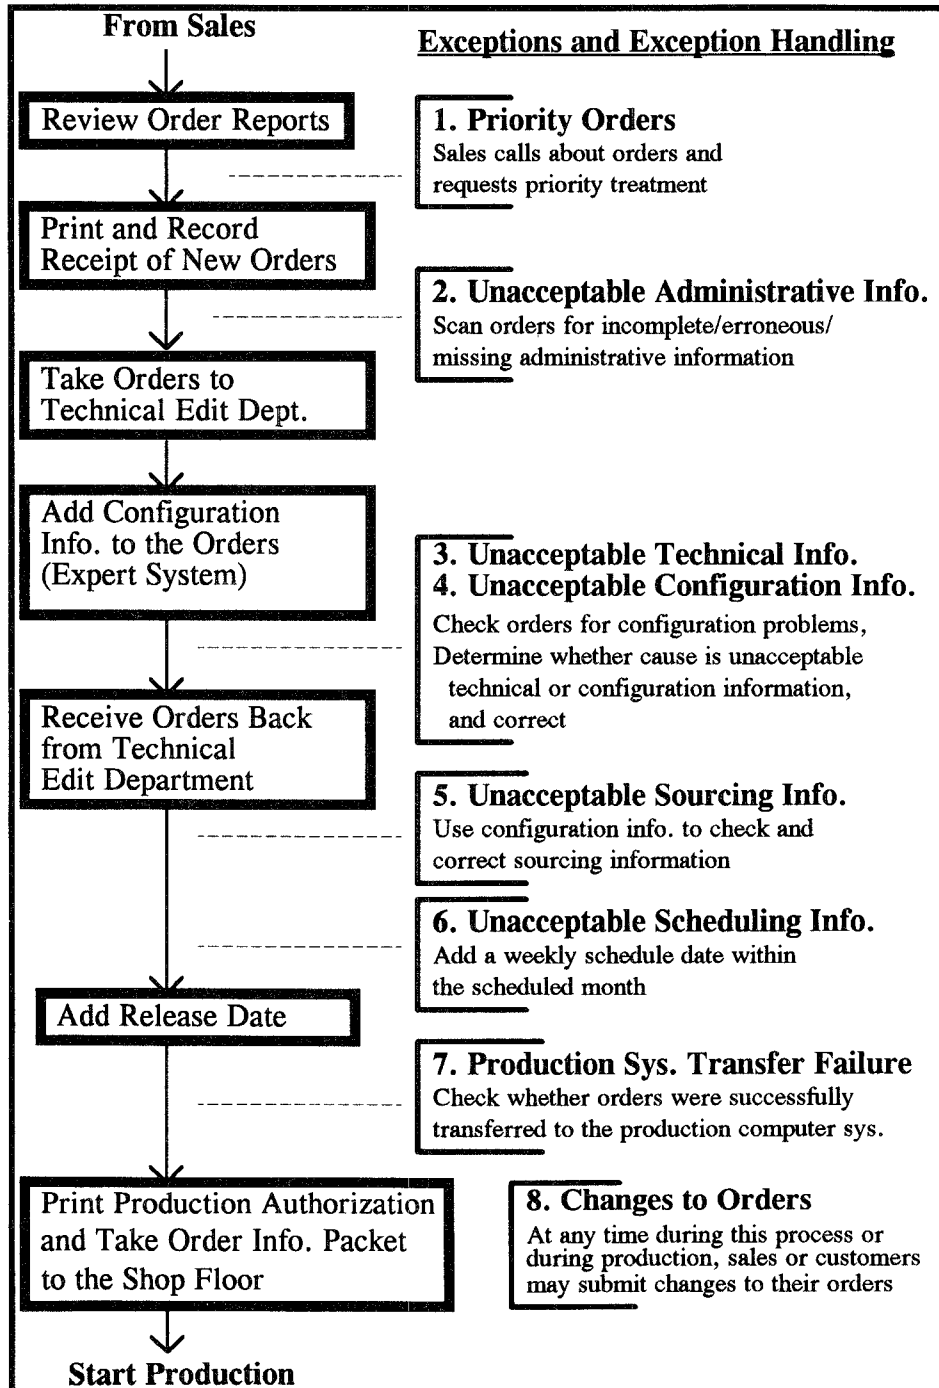 From Sales
Exceptions and Exception Handling
Review Order Reports
1. Priority Orders
Sales calls about orders and
requests priority treatment
Print and Record
Receipt of New Orders
2. Unacceptable Administrative Info.
Scan orders for incomplete/erroneous/
missing administrative information
Take Orders to
Technical Edit Dept.
Add Configuration
Info. to the Orders
(Expert System)
3. Unacceptable Technical Info.
4. Unacceptable Configuration Info.
Check orders for configuration problems,
Determine whether cause is unacceptable
technical or configuration information,
and correct
Receive Orders Back
from Technical
Edit Department
5. Unacceptable Sourcing Info.
Use configuration info. to check and
correct sourcing information
6. Unacceptable Scheduling Info.
Add a weekly schedule date within
the scheduled month
Add Release Date
7. Production Sys. Transfer Failure
Check whether orders were successfully
transferred to the production computer sys.
Print Production Authorization
and Take Order Info. Packet
to the Shop Floor
8. Changes to Orders
At any time during this process or
during production, sales or customers
may submit changes to their orders
Start Production